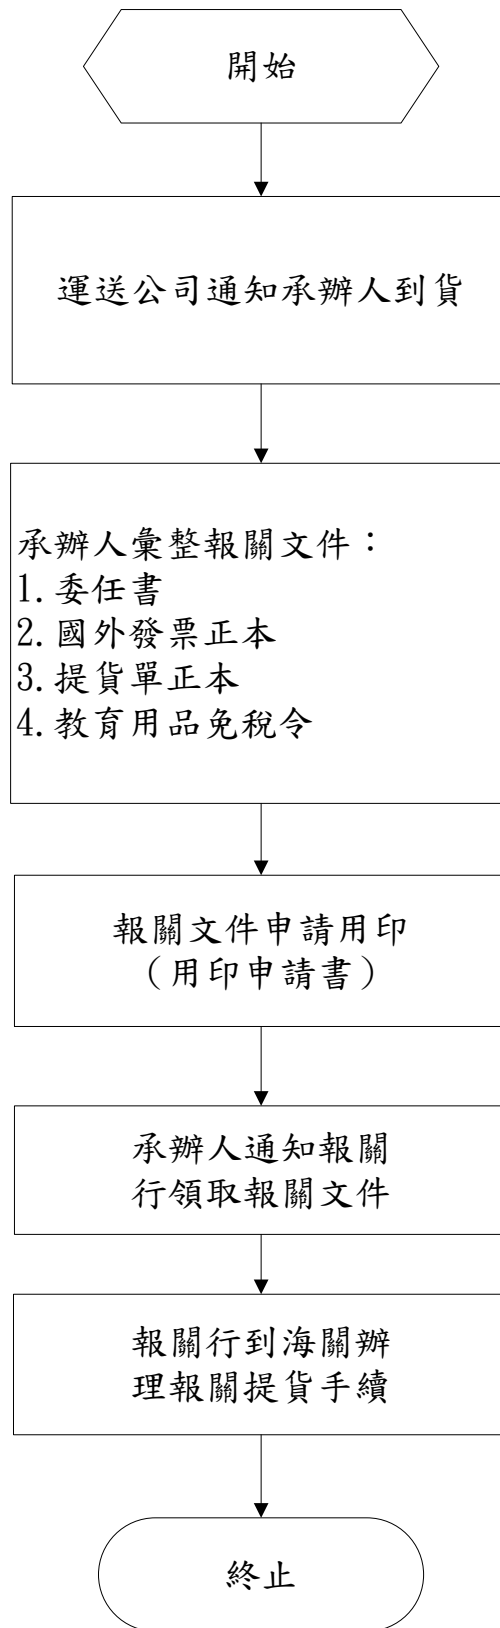 開始
運送公司通知承辦人到貨
承辦人彙整報關文件：
1.委任書
2.國外發票正本
3.提貨單正本
4.教育用品免稅令
報關文件申請用印
（用印申請書）
承辦人通知報關
行領取報關文件
報關行到海關辦
理報關提貨手續
終止